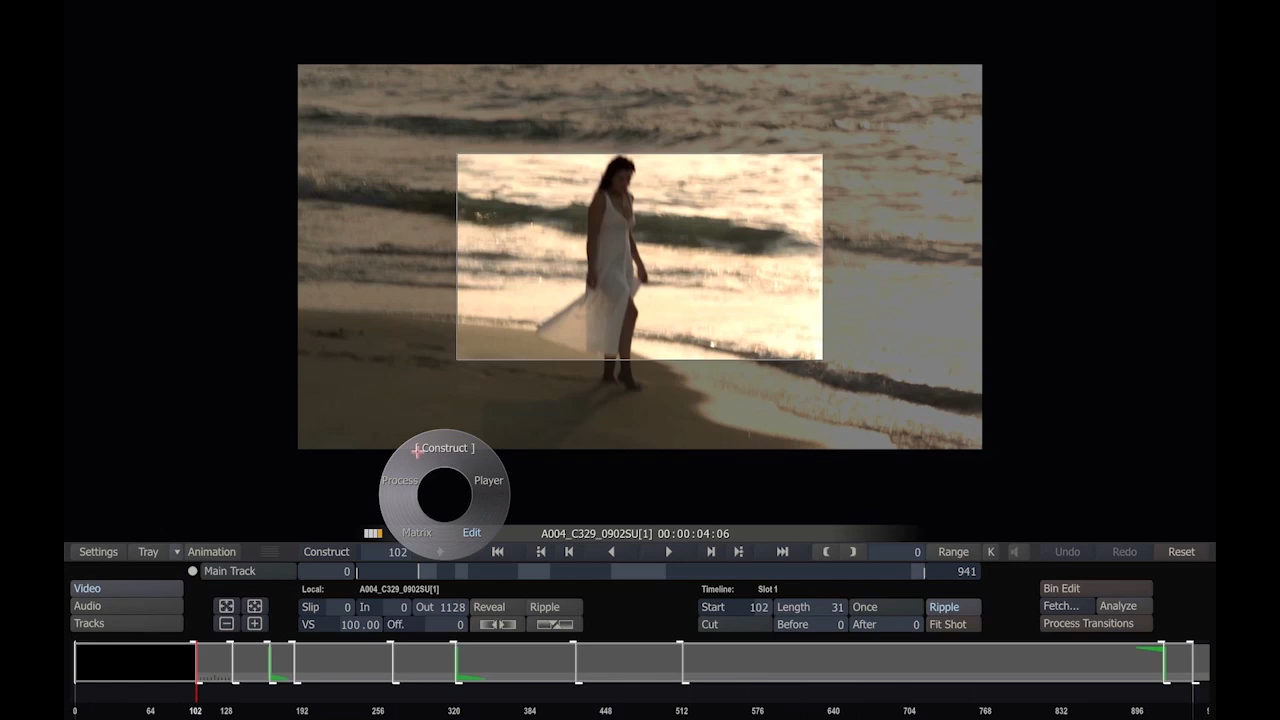 [ Construct ]
Process
Player
Matrix
Edit
A004_C329_0902SU[1] 00:00:04:06
Settings Tray ▾ Animation Construct 102 0 Range K Undo Redo Reset
Main Track 0 941
Video Local: A004_C329_0902SU[1] Timeline: Slot 1 Bin Edit
Audio Slip 0 In 0 Out 1128 Reveal Ripple Start 102 Length 31 Once Ripple Fetch... Analyze
Tracks VS 100.00 Off. 0 Cut Before 0 After 0 Fit Shot Process Transitions
0 64 102 128 192 256 320 384 448 512 576 640 704 768 832 896